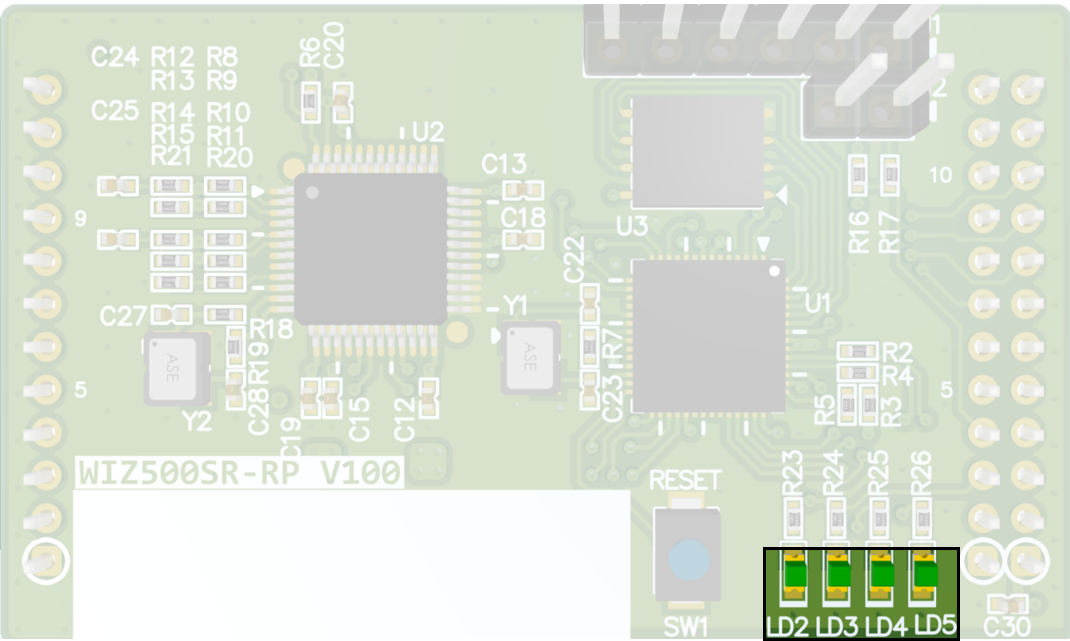 C24 R12 R8
R13 R9
C25 R14 R10
R15 R11
R21 R20
R6
C20
U2
C13
C18
1
2
10
R16
R17
U3
C22
9
U1
Y1
C27
R18
R7
R19
ASE
ASE
R2
R4
5
5
R5
R3
C28
Y2
C19
C15
C12
C23
WIZ500SR-RP V100
RESET
R23
R24
R25
R26
SW1
LD2 LD3 LD4 LD5
C30